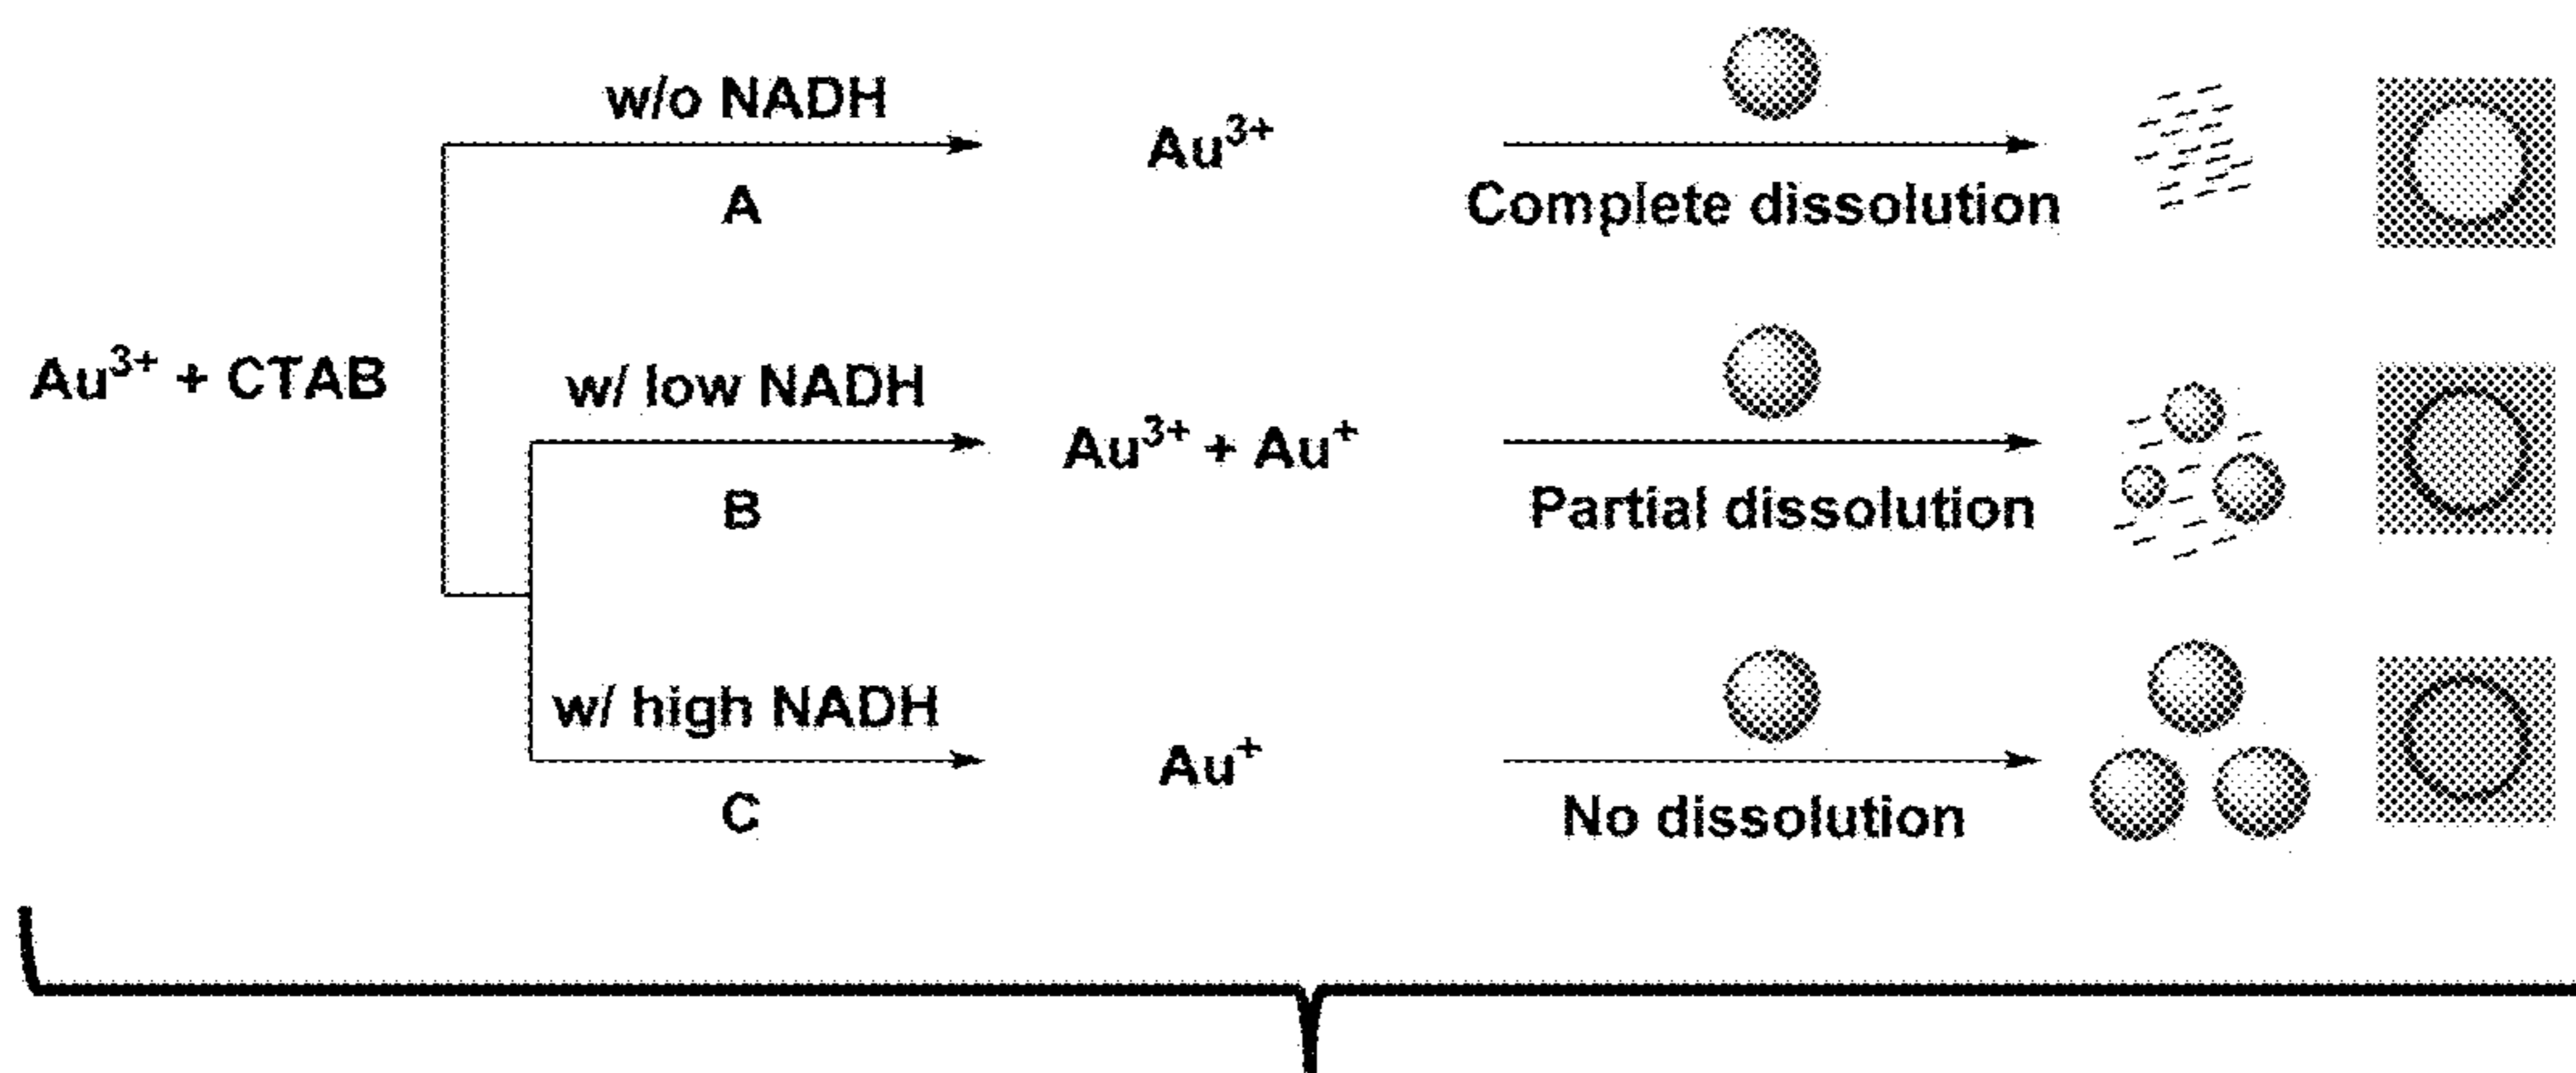 w/o NADH
A
Au³⁺
Complete dissolution
Au³⁺ + CTAB
w/ low NADH
B
Au³⁺ + Au⁺
Partial dissolution
w/ high NADH
C
Au⁺
No dissolution